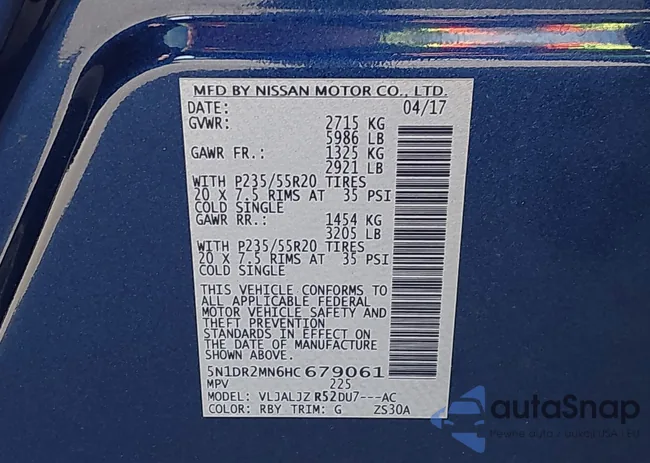 MFD BY NISSAN MOTOR CO., LTD.
DATE: 04/17
GVWR: 2715 KG
5986 LB
GAWR FR.: 1325 KG
2921 LB
WITH P235/55R20 TIRES
20 X 7.5 RIMS AT 35 PSI
COLD SINGLE
GAWR RR.: 1454 KG
3205 LB
WITH P235/55R20 TIRES
20 X 7.5 RIMS AT 35 PSI
COLD SINGLE
THIS VEHICLE CONFORMS TO
ALL APPLICABLE FEDERAL
MOTOR VEHICLE SAFETY AND
THEFT PREVENTION
STANDARDS IN EFFECT ON
THE DATE OF MANUFACTURE
SHOWN ABOVE.
5N1DR2MN6HC679061
MPV 225
MODEL: VLJALJZ R52DU7---AC
COLOR: RBY TRIM: G ZS30A
autoSnap
Pewne auto z USA i EU